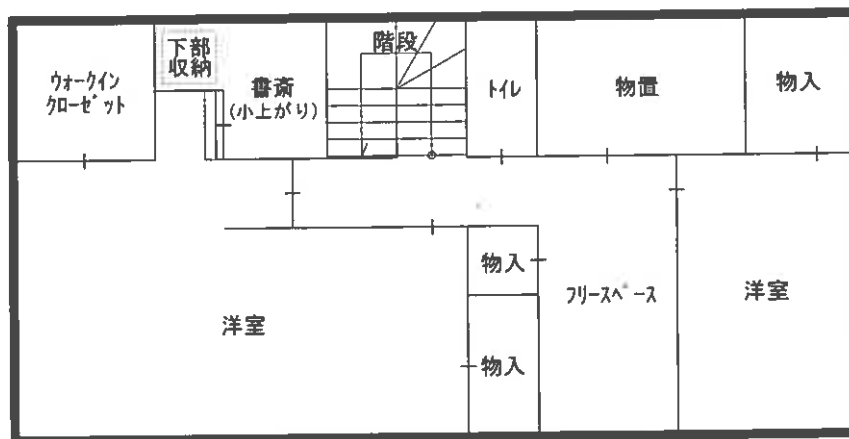 ウォークイン
クローゼット
下部
収納
書斎
(小上がり)
階段
トイレ
物置
物入
物入
フリースペース
洋室
洋室
物入